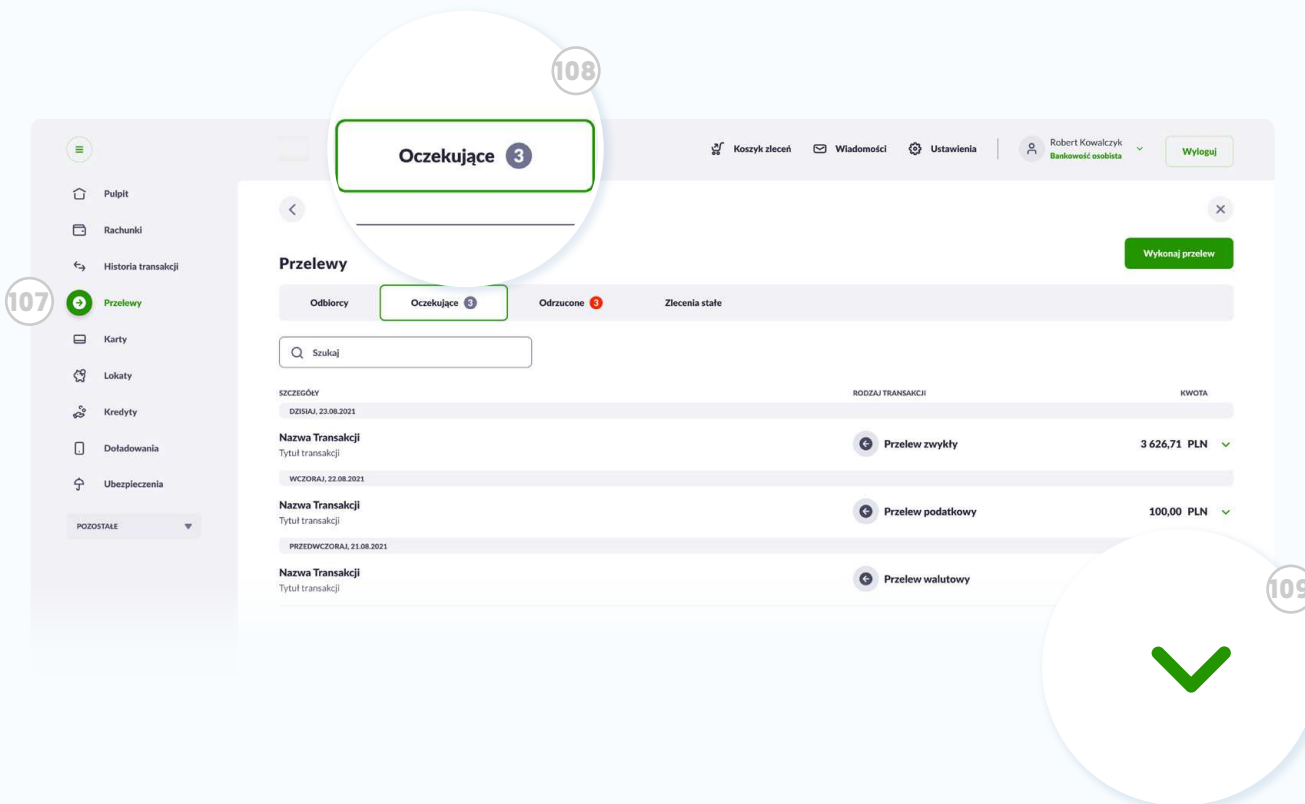 108
Oczekujące 3
Koszyk zleceń Wiadomości Ustawienia Robert Kowalczyk
Bankowość osobista
Wyloguj
Pulpit
Rachunki
Historia transakcji
107 Przelewy
Karty
Lokaty
Kredyty
Doładowania
Ubezpieczenia
POZOSTAŁE
Przelewy
Wykonaj przelew
Odbiorcy Oczekujące 3 Odrzucone 3 Zlecenia stałe
Szukaj
SZCZEGÓŁY RODZAJ TRANSAKCJI KWOTA
DZISIAJ, 23.08.2021
Nazwa Transakcji Przelew zwykły 3 626,71 PLN
Tytuł transakcji
WCZORAJ, 22.08.2021
Nazwa Transakcji Przelew podatkowy 100,00 PLN
Tytuł transakcji
PRZEDWCZORAJ, 21.08.2021
Nazwa Transakcji Przelew walutowy
Tytuł transakcji
109